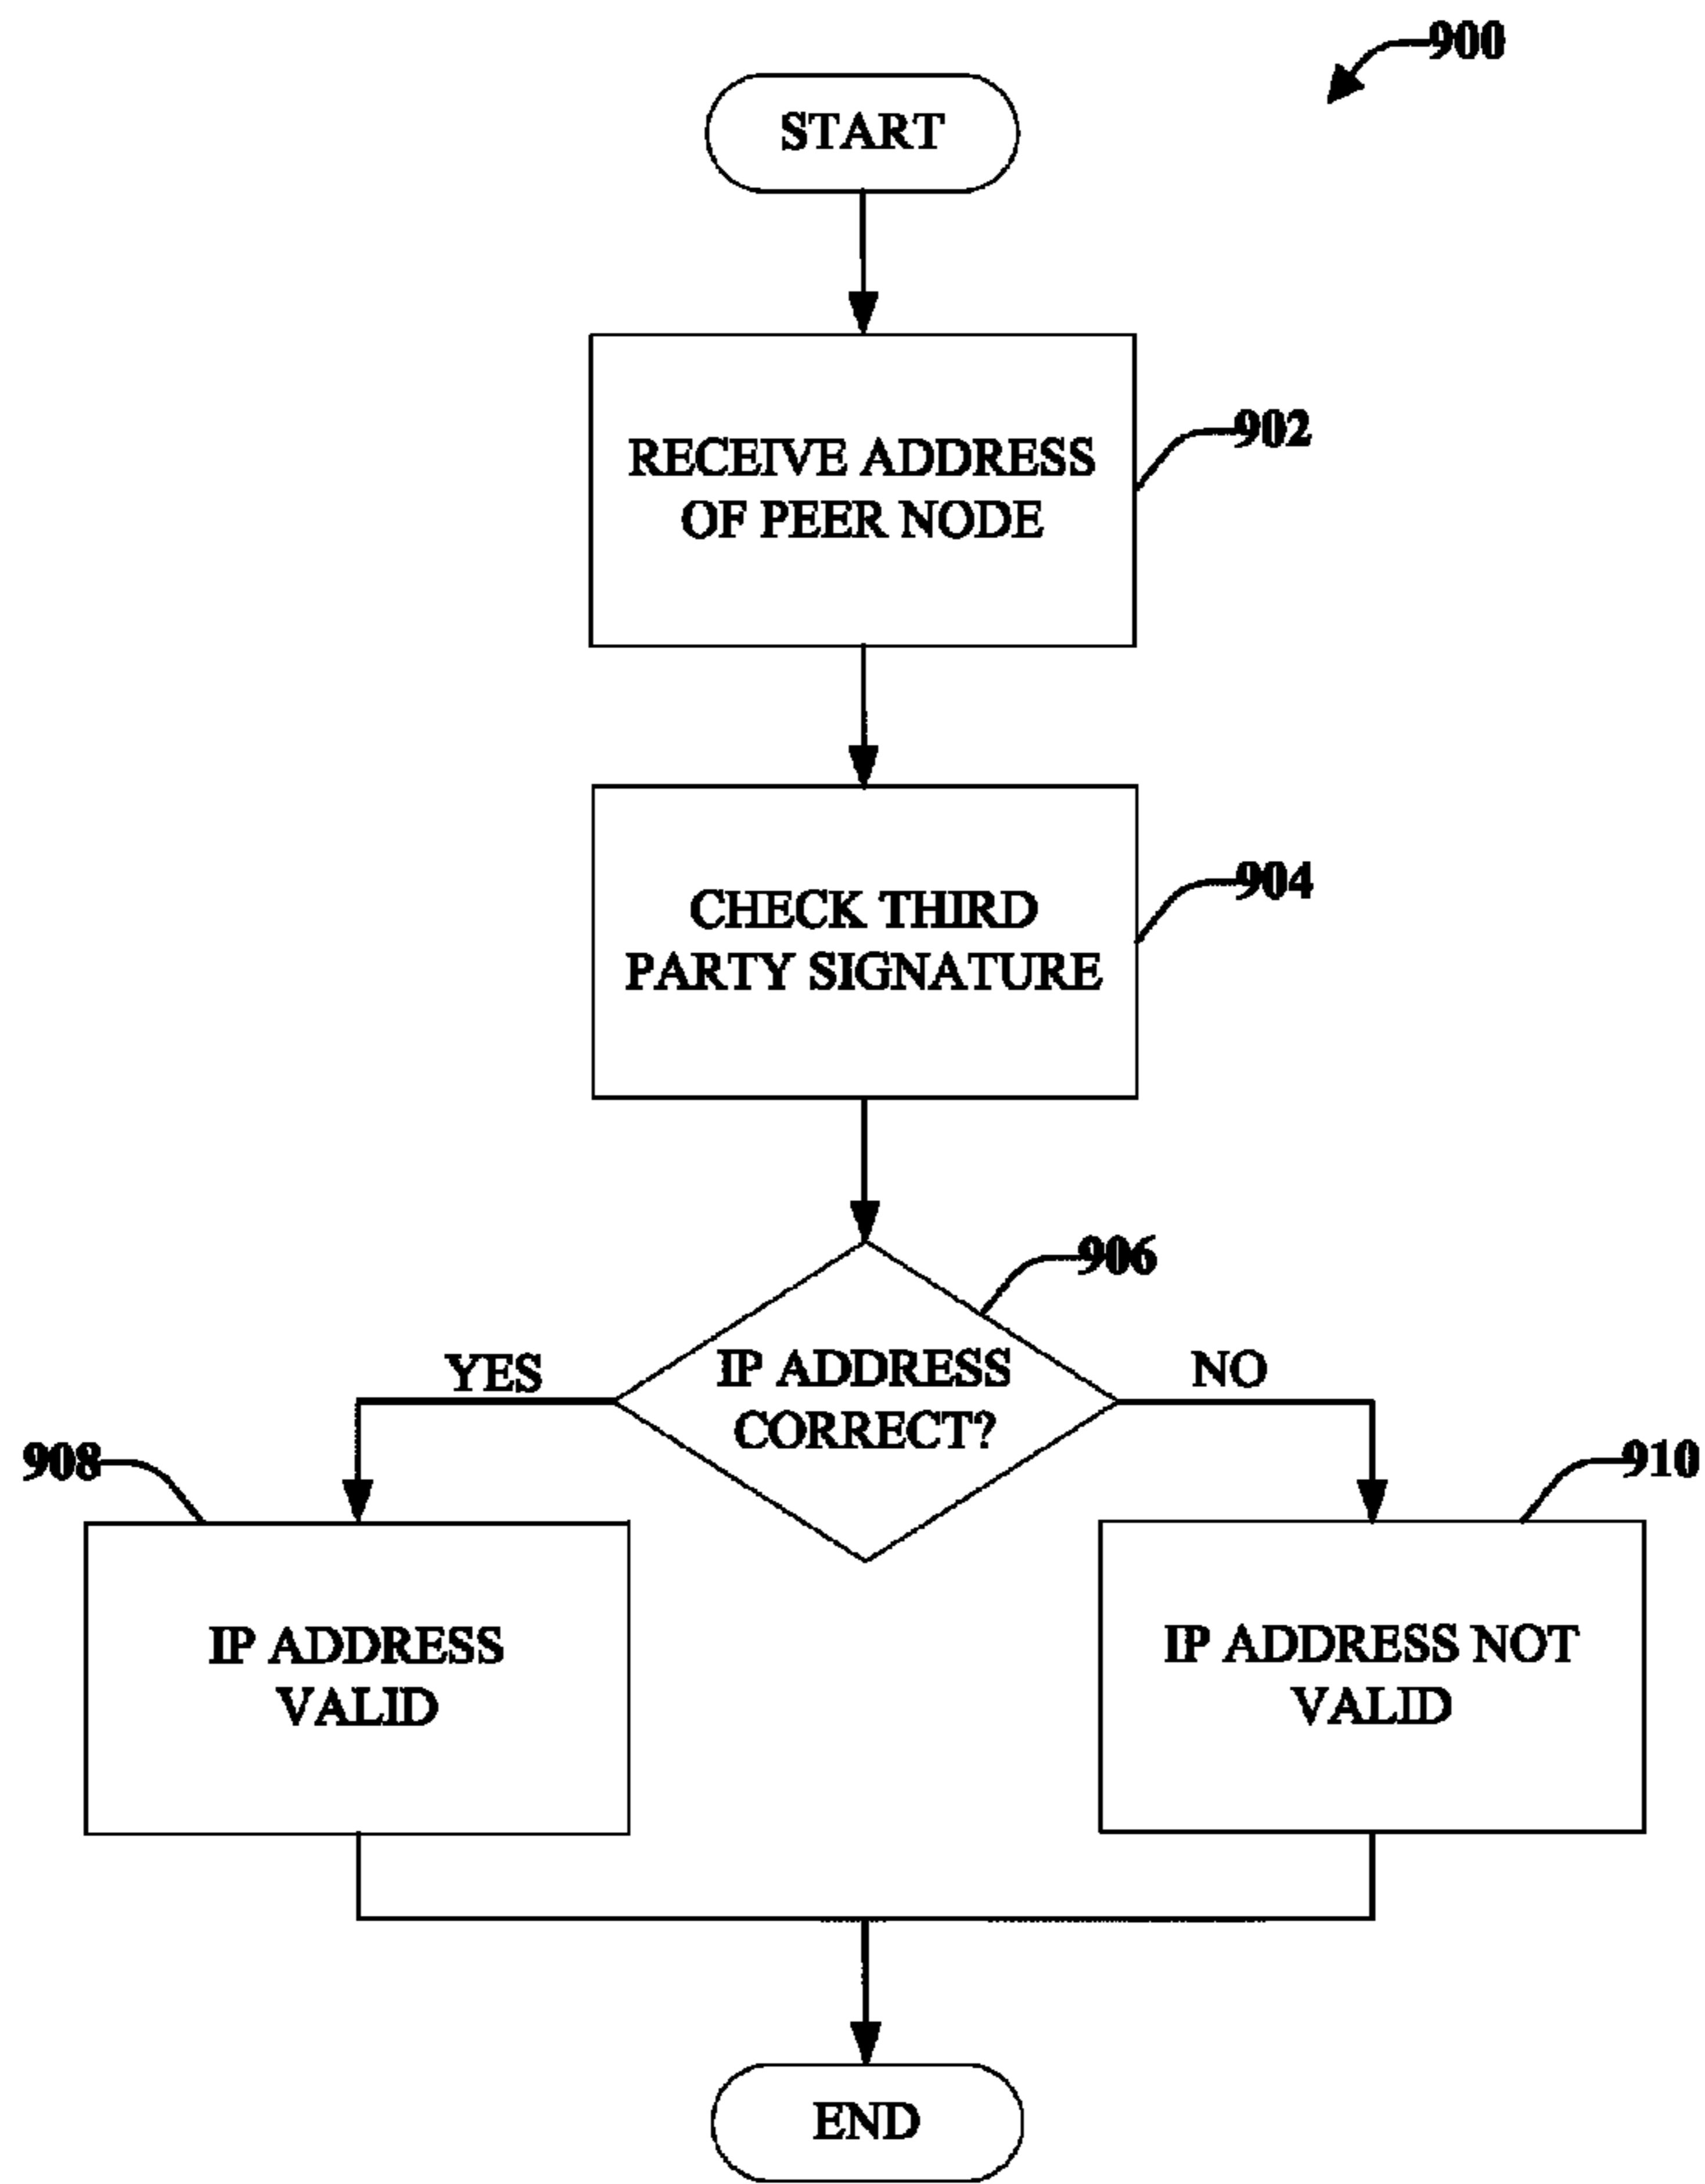 900
START
RECEIVE ADDRESS
OF PEER NODE
902
CHECK THIRD
PARTY SIGNATURE
904
906
IP ADDRESS
CORRECT?
YES
NO
908
910
IP ADDRESS
VALID
IP ADDRESS NOT
VALID
END